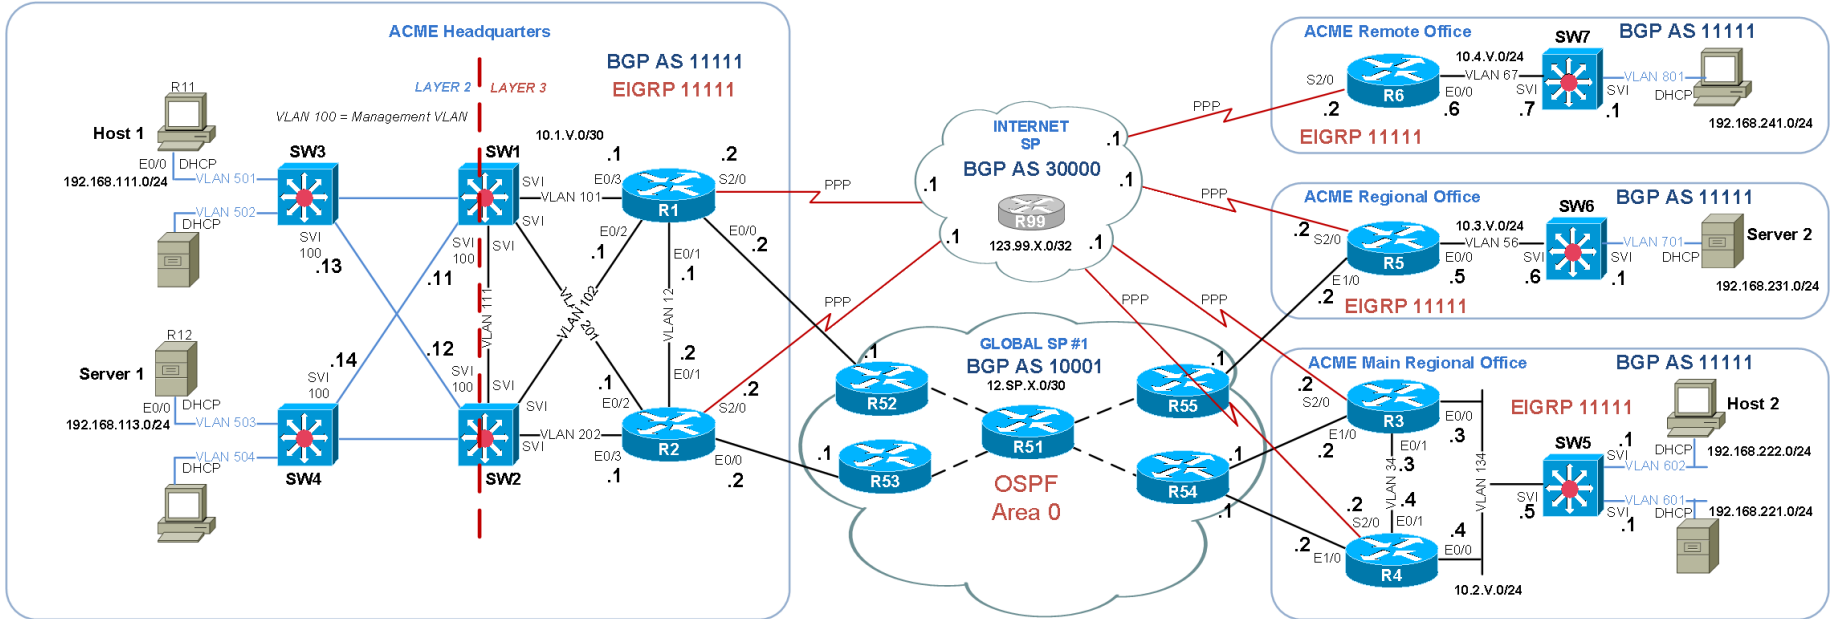 ACME Headquarters
BGP AS 11111
EIGRP 11111
LAYER 2
LAYER 3
VLAN 100 = Management VLAN
10.1.V.0/30
R11
Host 1
E0/0
DHCP
192.168.111.0/24
VLAN 501
VLAN 502
DHCP
SW3
SVI
100
.13
SW1
SVI
VLAN 101
SVI
SVI
100
SVI
.11
.1
E0/3
R1
.2
S2/0
E0/2
.1
E0/1
.1
E0/0
.2
VLAN 111
VLAN 102
VLAN 201
VLAN 12
R12
Server 1
E0/0
DHCP
192.168.113.0/24
VLAN 503
VLAN 504
DHCP
.14
SVI
100
SW4
.12
SVI
100
SVI
SVI
SVI
SW2
VLAN 202
.1
E0/2
E0/3
.1
.2
E0/1
R2
.2
S2/0
E0/0
.2
PPP
PPP
INTERNET
SP
BGP AS 30000
R99
123.99.X.0/32
.1
.1
.1
.1
.1
PPP
PPP
PPP
PPP
GLOBAL SP #1
BGP AS 10001
12.SP.X.0/30
.1
R52
.1
R53
R51
OSPF
Area 0
.1
R55
.1
R54
.1
ACME Remote Office
BGP AS 11111
SW7
10.4.V.0/24
S2/0
.2
R6
VLAN 67
E0/0
.6
SVI
.7
VLAN 801
SVI
.1
DHCP
192.168.241.0/24
EIGRP 11111
ACME Regional Office
BGP AS 11111
SW6
10.3.V.0/24
.2
S2/0
R5
VLAN 56
E0/0
.5
SVI
.6
VLAN 701
SVI
.1
DHCP
Server 2
192.168.231.0/24
E1/0
.2
EIGRP 11111
ACME Main Regional Office
BGP AS 11111
EIGRP 11111
.2
S2/0
R3
E0/0
.3
E1/0
.2
E0/1
.3
VLAN 34
VLAN 134
.4
E0/1
.2
S2/0
.2
E1/0
R4
.4
E0/0
10.2.V.0/24
SW5
SVI
.5
.1
SVI
VLAN 602
DHCP
Host 2
192.168.222.0/24
VLAN 601
SVI
.1
DHCP
192.168.221.0/24